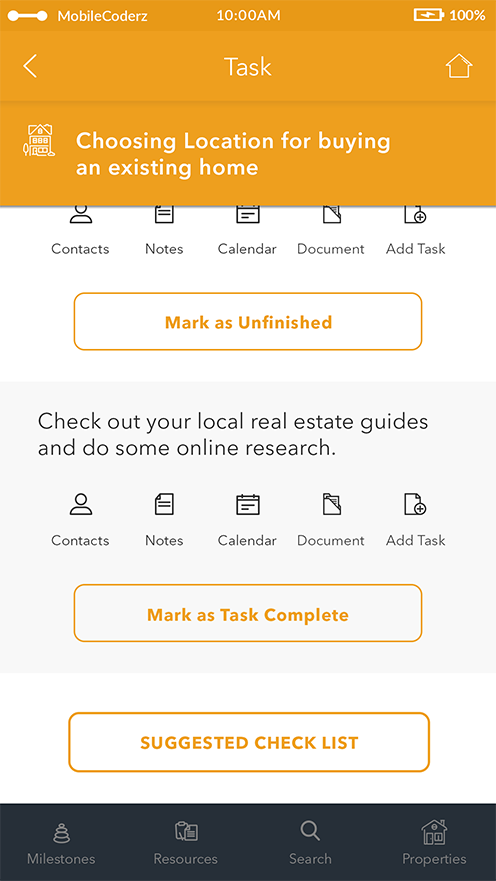 MobileCoderz 10:00AM 100%
Task
Choosing Location for buying
an existing home
Contacts Notes Calendar Document Add Task
Mark as Unfinished
Check out your local real estate guides
and do some online research.
Contacts Notes Calendar Document Add Task
Mark as Task Complete
SUGGESTED CHECK LIST
Milestones Resources Search Properties